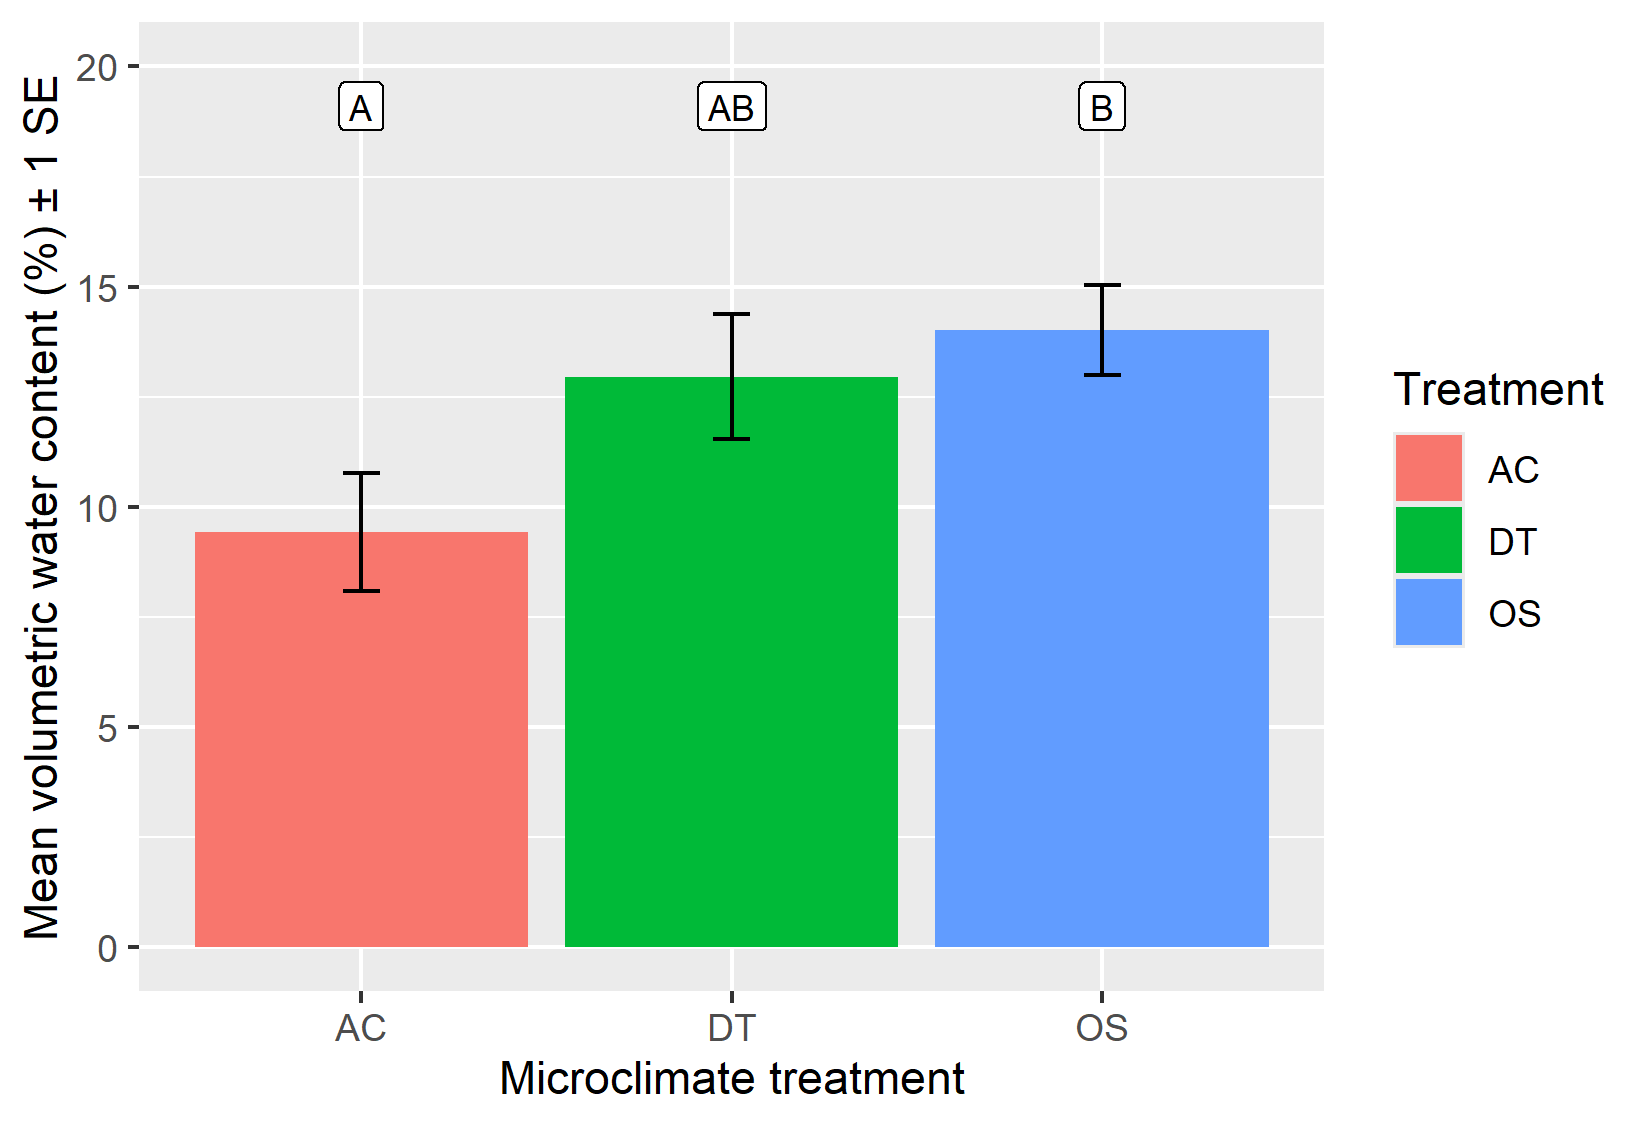 Mean volumetric water content (%) ± 1 SE
20
15
10
5
0
A
AB
B
AC
DT
OS
Microclimate treatment
Treatment
AC
DT
OS